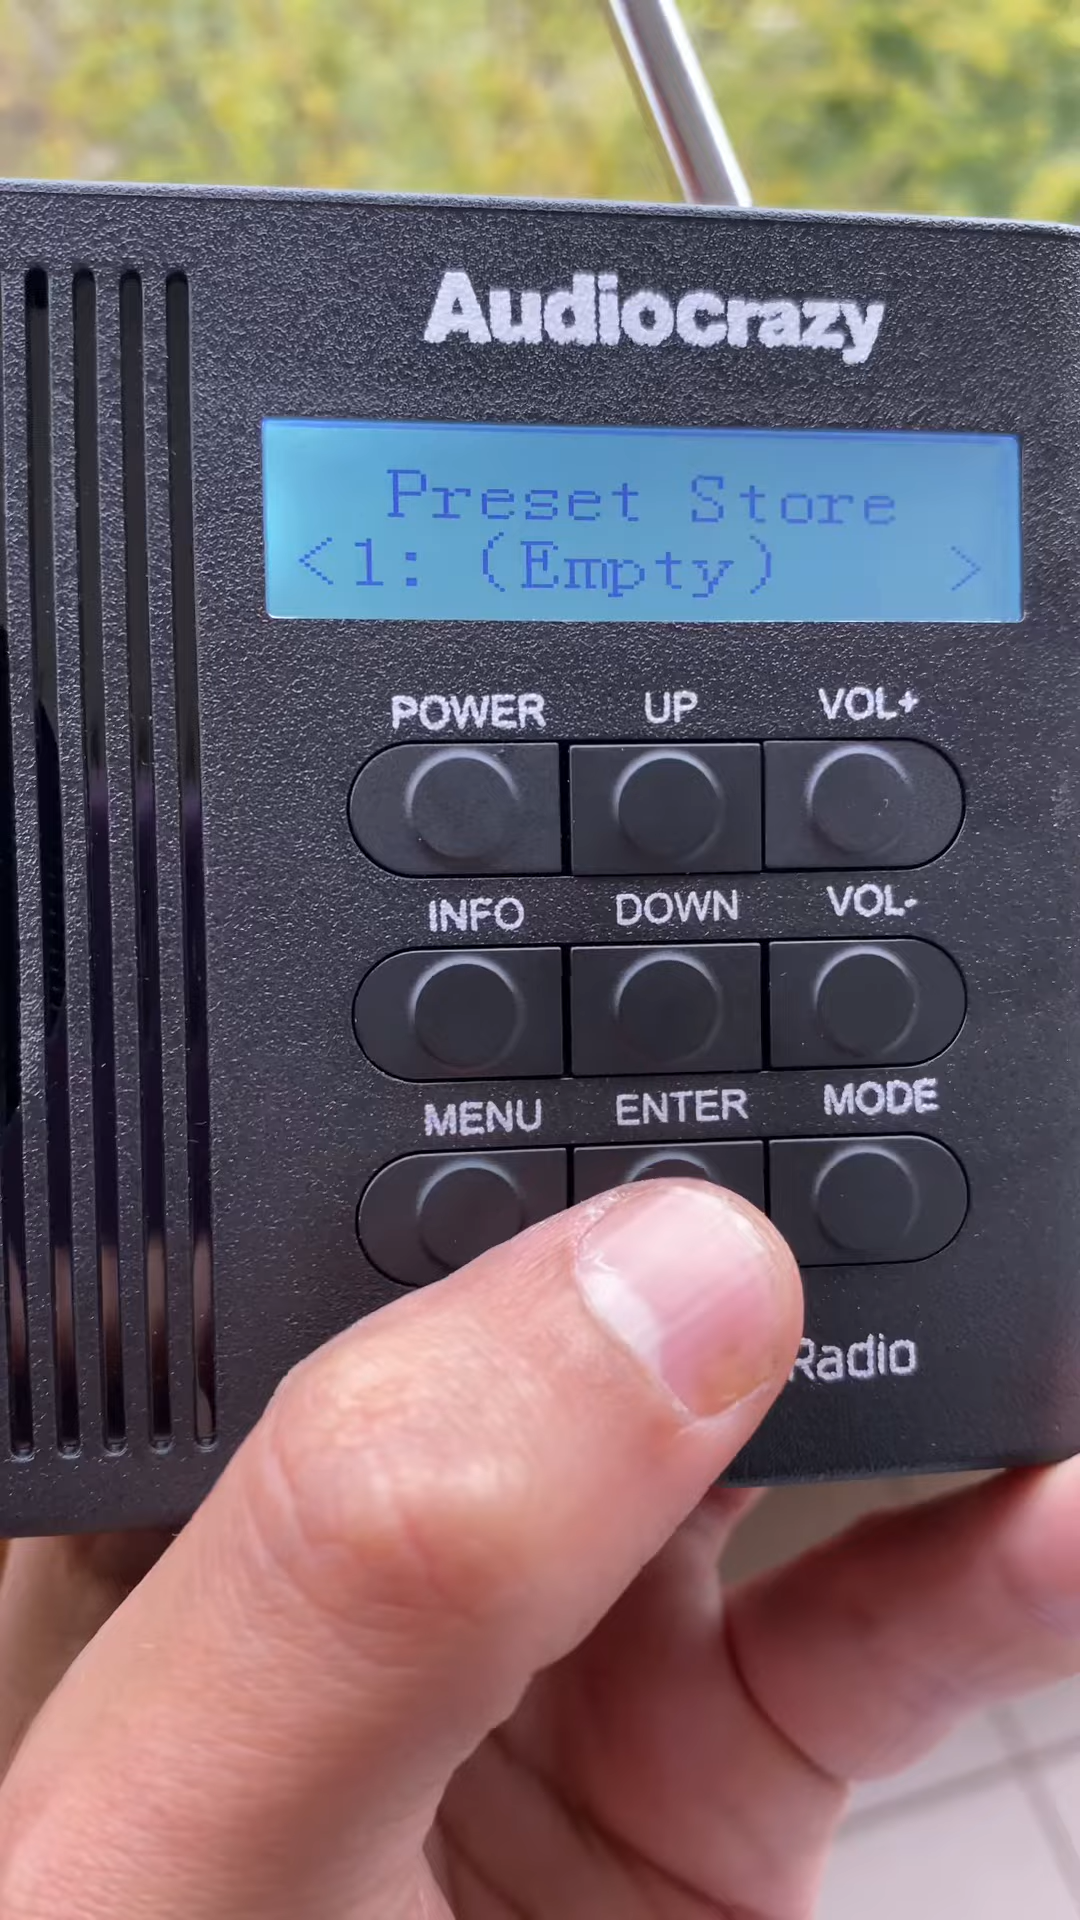 Audiocrazy
Preset Store
<1: (Empty) >
POWER UP VOL+
INFO DOWN VOL-
MENU ENTER MODE
Radio